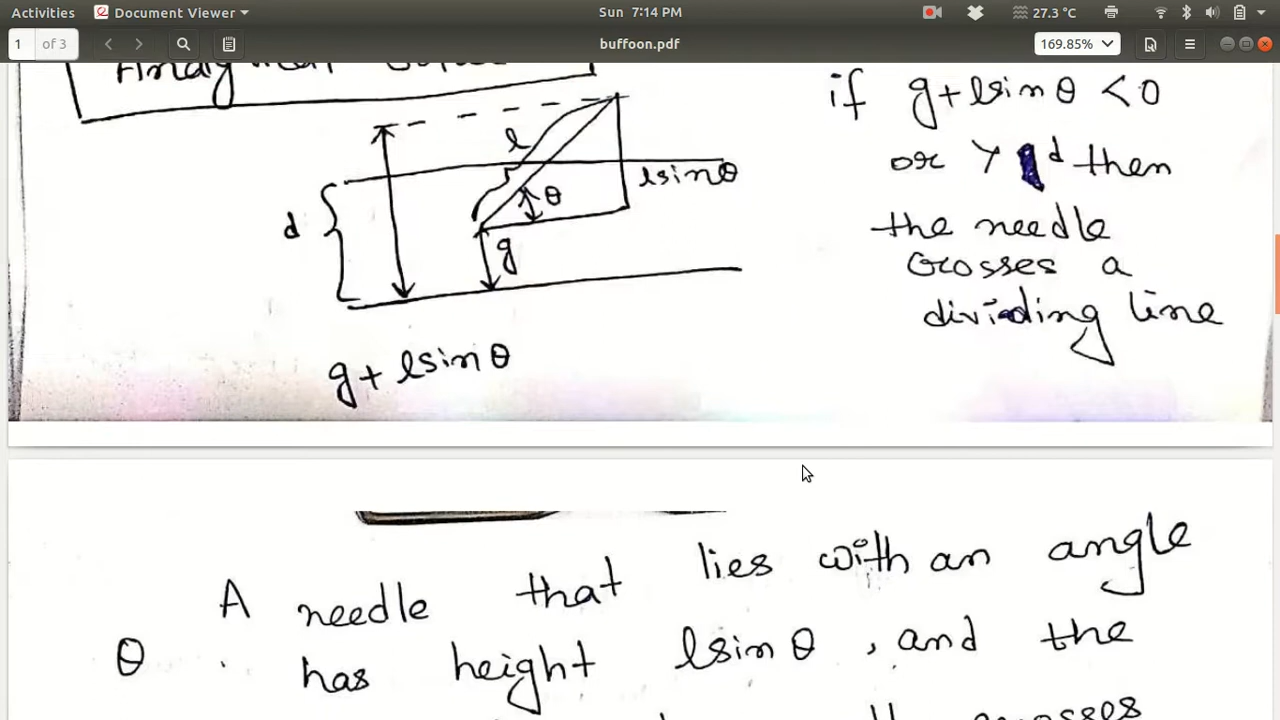 Activities Document Viewer Sun 7:14 PM 27.3 °C
1 of 3 buffoon.pdf 169.85%
if g+lsinθ <0
or > d then
the needle
crosses a
dividing line
l
lsinθ
θ
d
g
g+ lsinθ
A needle that lies with an angle
θ has height lsinθ, and the
crosses